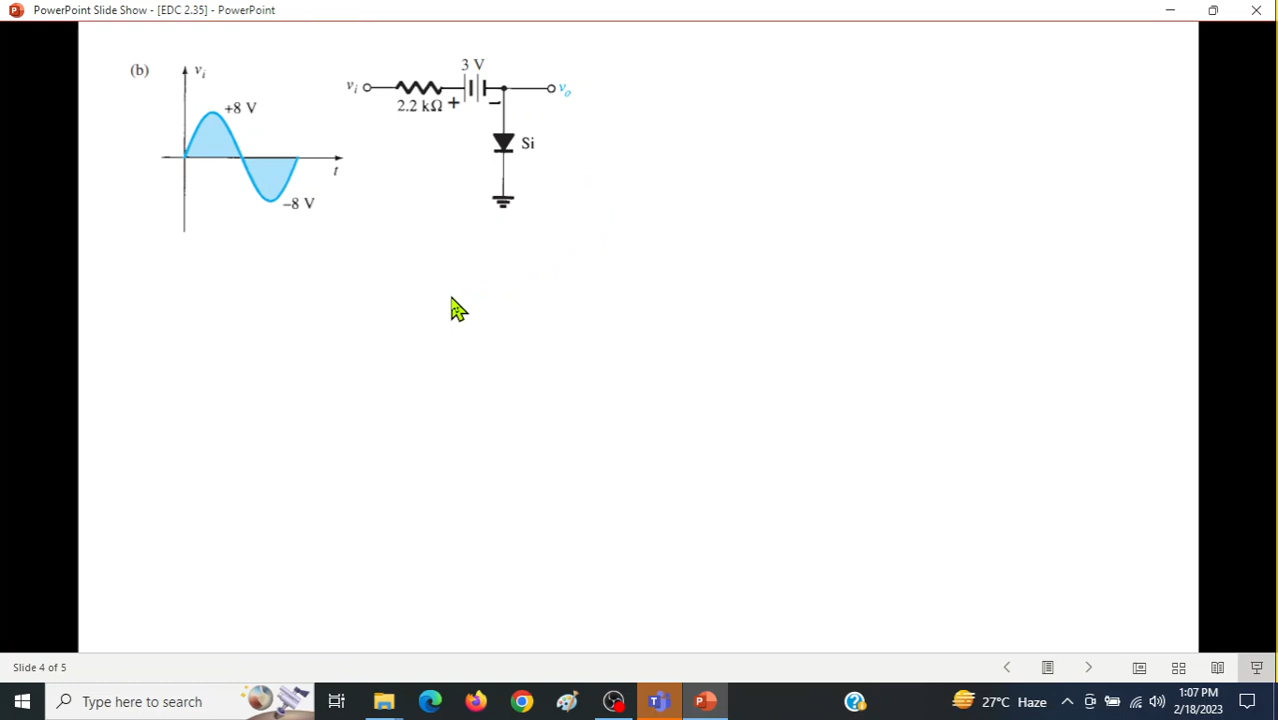 PowerPoint Slide Show - [EDC 2.35] - PowerPoint
(b)
vᵢ
+8 V
t
–8 V
3 V
vᵢ
vₒ
2.2 kΩ
+
–
Si
Slide 4 of 5
Type here to search
27°C Haze
1:07 PM
2/18/2023